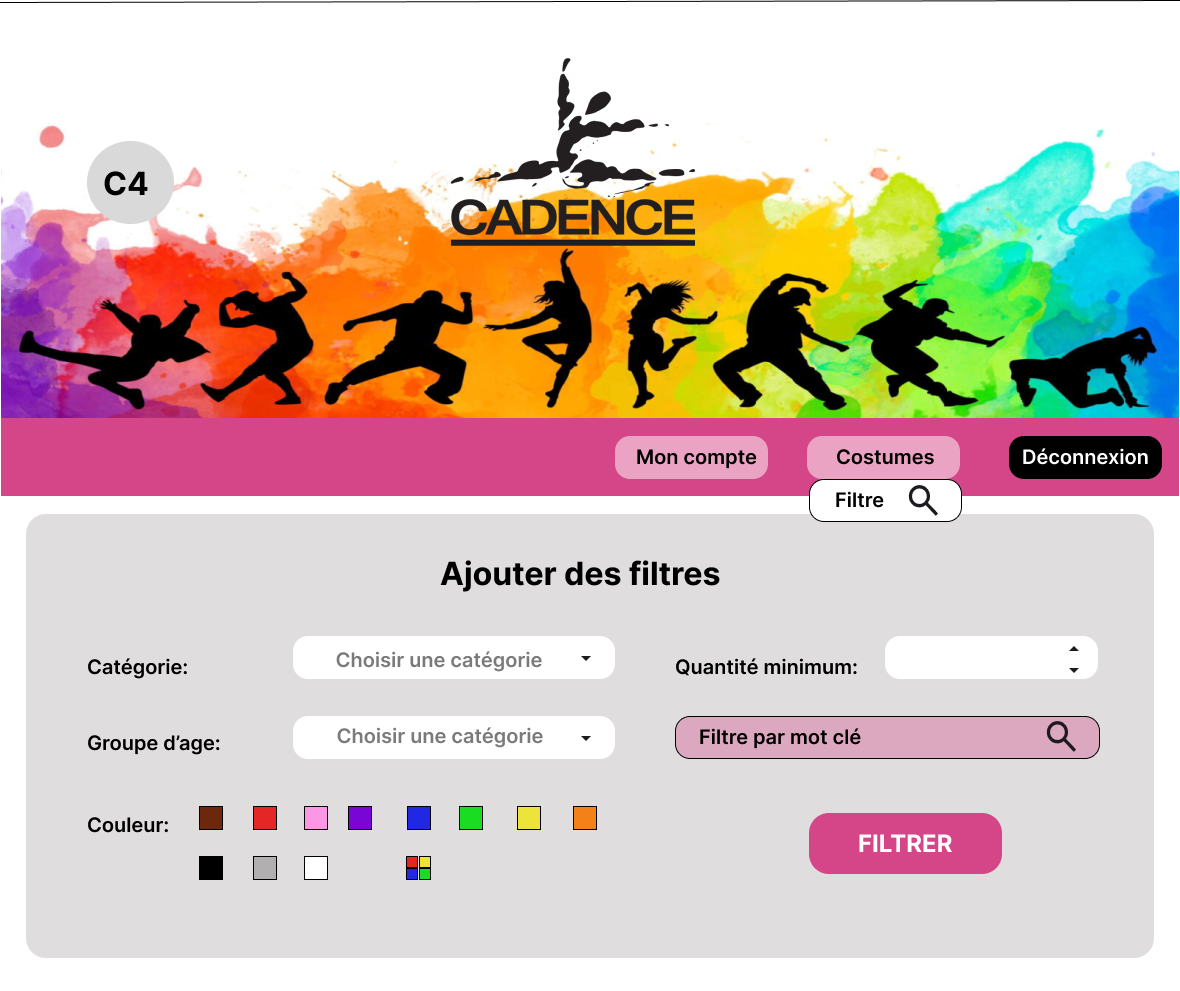 C4
CADENCE
Mon compte
Costumes
Déconnexion
Filtre
Ajouter des filtres
Catégorie:
Choisir une catégorie
Quantité minimum:
Groupe d’age:
Choisir une catégorie
Filtre par mot clé
Couleur:
FILTRER